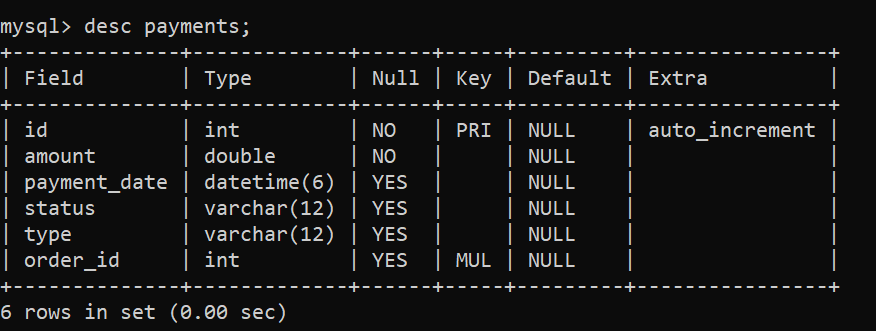 mysql> desc payments;
+--------------+-------------+------+-----+---------+----------------+
| Field        | Type        | Null | Key | Default | Extra          |
+--------------+-------------+------+-----+---------+----------------+
| id           | int         | NO   | PRI | NULL    | auto_increment |
| amount       | double      | NO   |     | NULL    |                |
| payment_date | datetime(6) | YES  |     | NULL    |                |
| status       | varchar(12) | YES  |     | NULL    |                |
| type         | varchar(12) | YES  |     | NULL    |                |
| order_id     | int         | YES  | MUL | NULL    |                |
+--------------+-------------+------+-----+---------+----------------+
6 rows in set (0.00 sec)